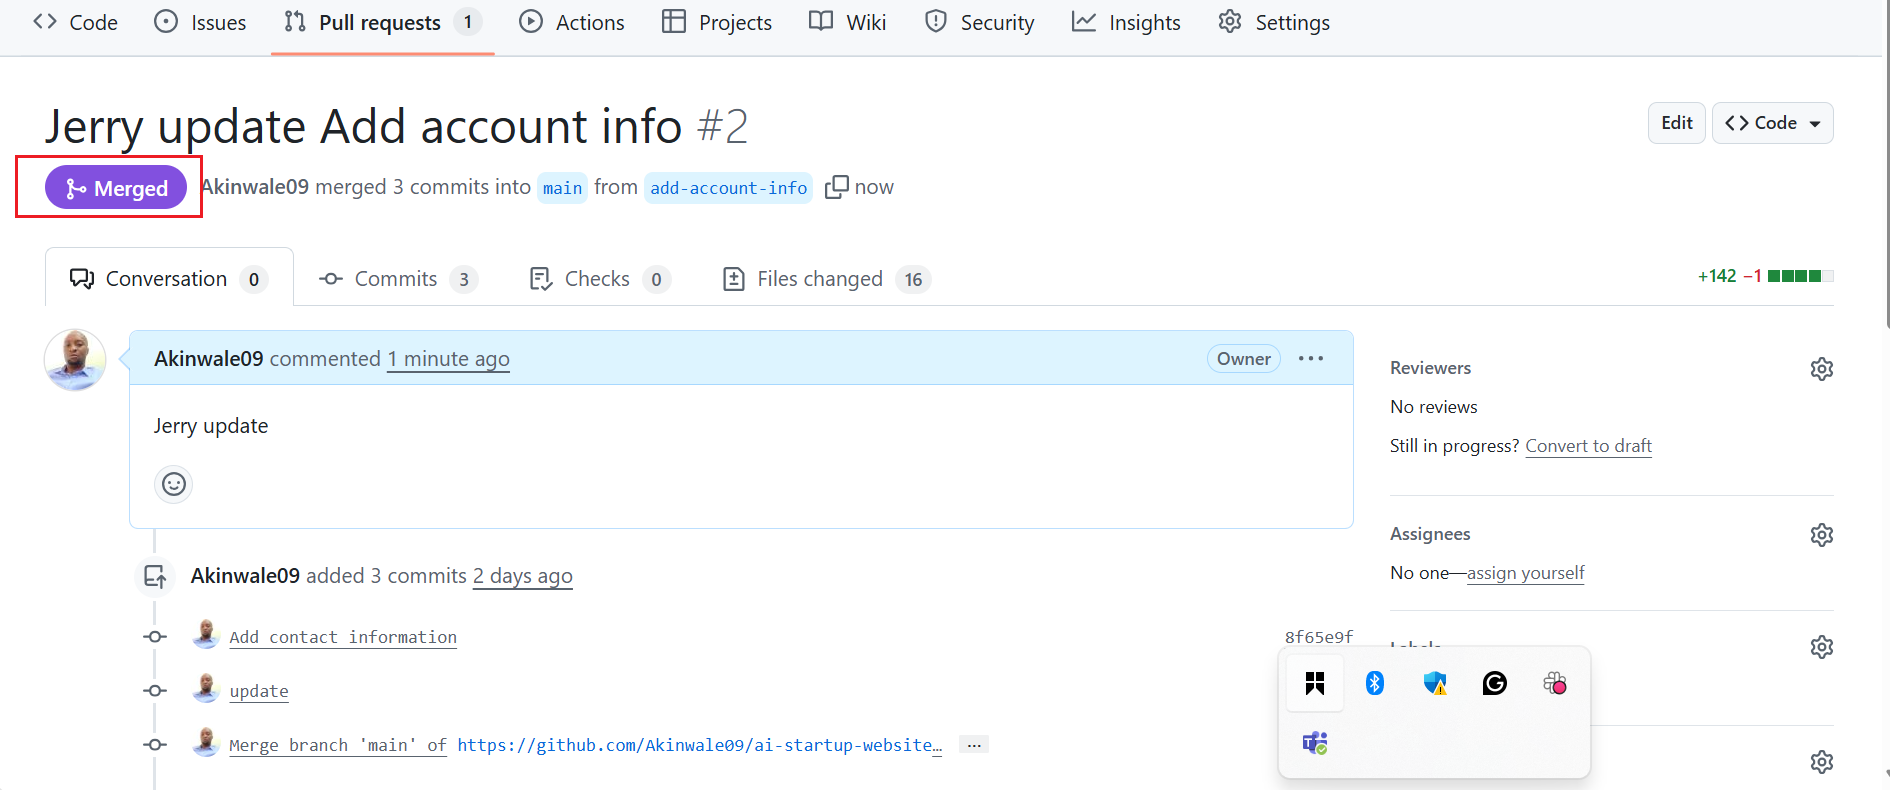 Code Issues Pull requests 1 Actions Projects Wiki Security Insights Settings
Jerry update Add account info #2
Edit Code
Merged Akinwale09 merged 3 commits into main from add-account-info now
Conversation 0 Commits 3 Checks 0 Files changed 16
+142 −1
Akinwale09 commented 1 minute ago Owner
Jerry update
Akinwale09 added 3 commits 2 days ago
Add contact information 8f65e9f
update
Merge branch 'main' of https://github.com/Akinwale09/ai-startup-website… …
Reviewers
No reviews
Still in progress? Convert to draft
Assignees
No one—assign yourself